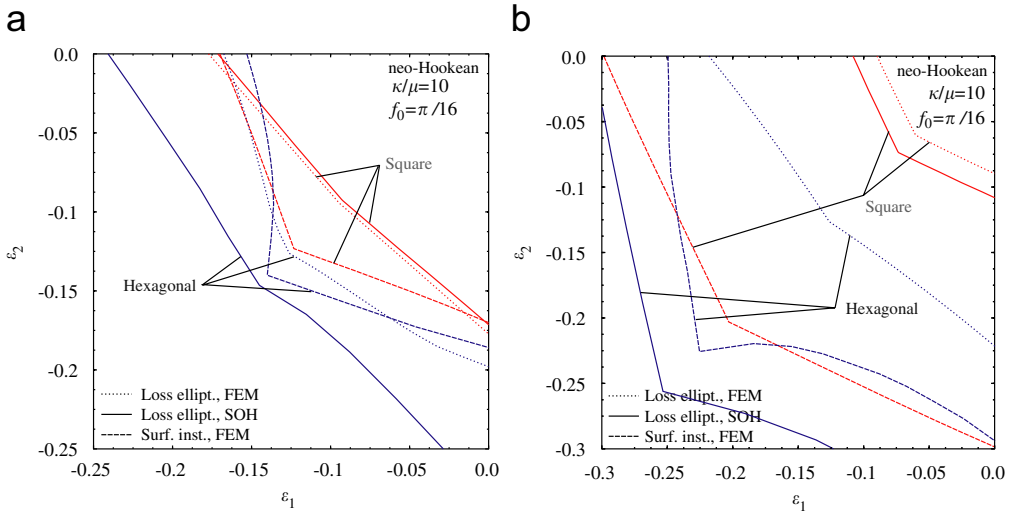 a
0.0
-0.05
-0.1
-0.15
-0.2
-0.25
ε2
neo-Hookean
κ/μ=10
f0=π /16
Square
Hexagonal
Loss ellipt., FEM
Loss ellipt., SOH
Surf. inst., FEM
-0.25 -0.2 -0.15 -0.1 -0.05 0.0
ε1
b
0.0
-0.05
-0.1
-0.15
-0.2
-0.25
-0.3
ε2
neo-Hookean
κ/μ=10
f0=π /16
Square
Hexagonal
Loss ellipt., FEM
Loss ellipt., SOH
Surf. inst., FEM
-0.3 -0.25 -0.2 -0.15 -0.1 -0.05 0.0
ε1